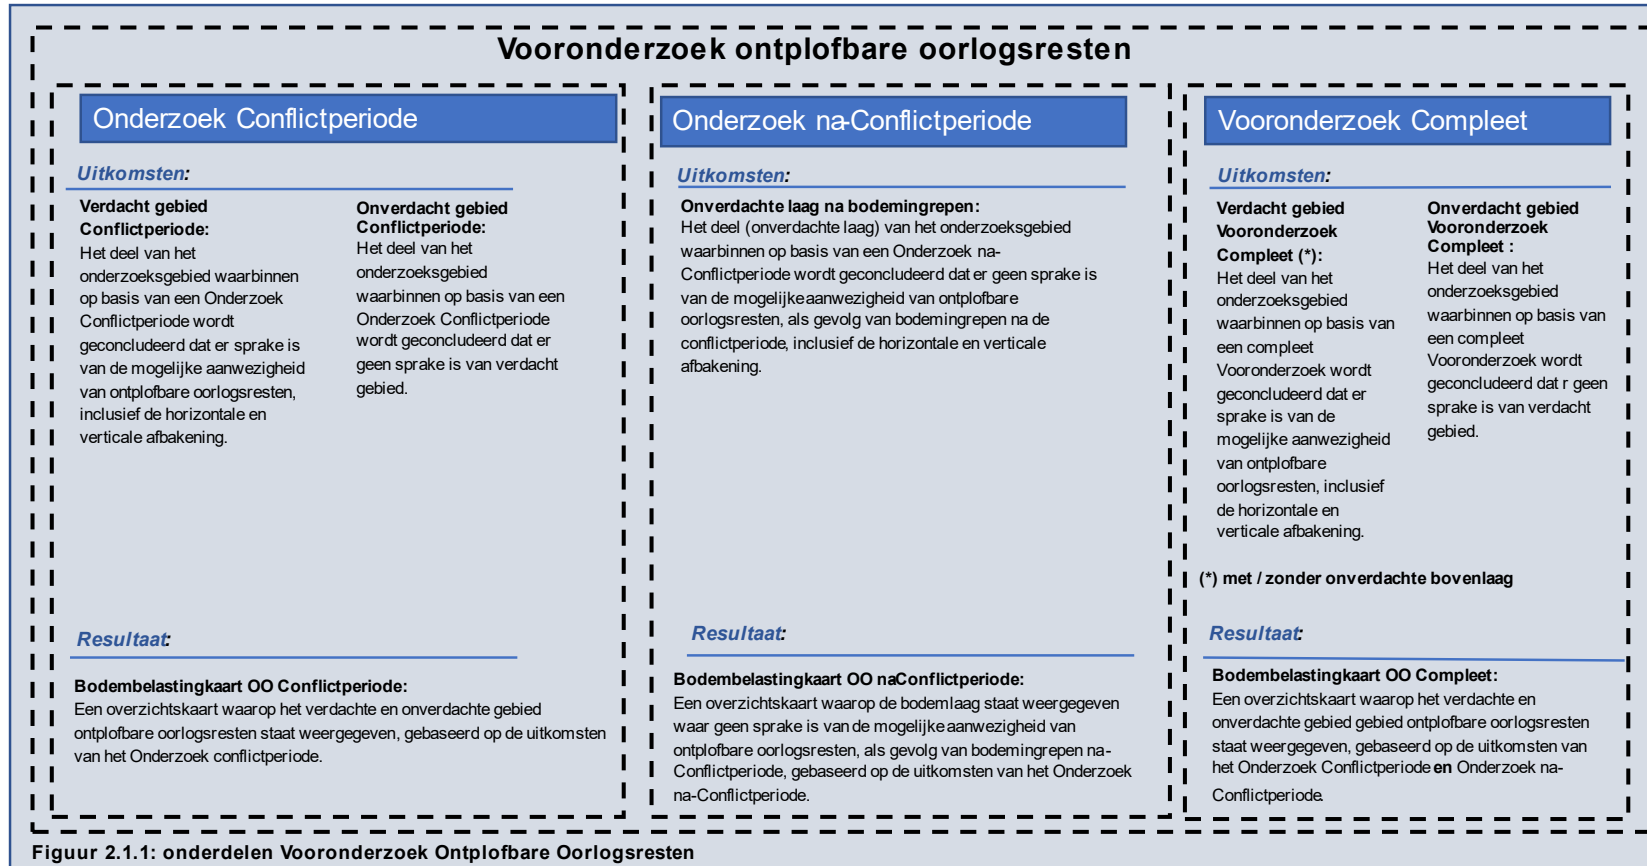 Vooronderzoek ontplofbare oorlogsresten
Onderzoek Conflictperiode
Uitkomsten:
Verdacht gebied
Conflictperiode:
Het deel van het
onderzoeksgebied waarbinnen
op basis van een Onderzoek
Conflictperiode wordt
geconcludeerd dat er sprake is
van de mogelijke aanwezigheid
van ontplofbare oorlogsresten,
inclusief de horizontale en
verticale afbakening.
Onverdacht gebied
Conflictperiode:
Het deel van het
onderzoeksgebied
waarbinnen op basis van een
Onderzoek Conflictperiode
wordt geconcludeerd dat er
geen sprake is van verdacht
gebied.
Resultaat:
Bodembelastingkaart OO Conflictperiode:
Een overzichtskaart waarop het verdachte en onverdachte gebied
ontplofbare oorlogsresten staat weergegeven, gebaseerd op de uitkomsten
van het Onderzoek conflictperiode.
Onderzoek na-Conflictperiode
Uitkomsten:
Onverdachte laag na bodemingrepen:
Het deel (onverdachte laag) van het onderzoeksgebied
waarbinnen op basis van een Onderzoek na-
Conflictperiode wordt geconcludeerd dat er geen sprake is
van de mogelijke aanwezigheid van ontplofbare
oorlogsresten, als gevolg van bodemingrepen na de
conflictperiode, inclusief de horizontale en verticale
afbakening.
Resultaat:
Bodembelastingkaart OO naConflictperiode:
Een overzichtskaart waarop de bodemlaag staat weergegeven
waar geen sprake is van de mogelijke aanwezigheid van
ontplofbare oorlogsresten, als gevolg van bodemingrepen na-
Conflictperiode, gebaseerd op de uitkomsten van het Onderzoek
na-Conflictperiode.
Vooronderzoek Compleet
Uitkomsten:
Verdacht gebied
Vooronderzoek
Compleet (*):
Het deel van het
onderzoeksgebied
waarbinnen op basis van
een compleet
Vooronderzoek wordt
geconcludeerd dat er
sprake is van de
mogelijke aanwezigheid
van ontplofbare
oorlogsresten, inclusief
de horizontale en
verticale afbakening.
Onverdacht gebied
Vooronderzoek
Compleet :
Het deel van het
onderzoeksgebied
waarbinnen op basis van
een compleet
Vooronderzoek wordt
geconcludeerd dat r geen
sprake is van verdacht
gebied.
(*) met / zonder onverdachte bovenlaag
Resultaat:
Bodembelastingkaart OO Compleet:
Een overzichtskaart waarop het verdachte en
onverdachte gebied gebied ontplofbare oorlogsresten
staat weergegeven, gebaseerd op de uitkomsten van
het Onderzoek Conflictperiode en Onderzoek na-
Conflictperiode.
Figuur 2.1.1: onderdelen Vooronderzoek Ontplofbare Oorlogsresten